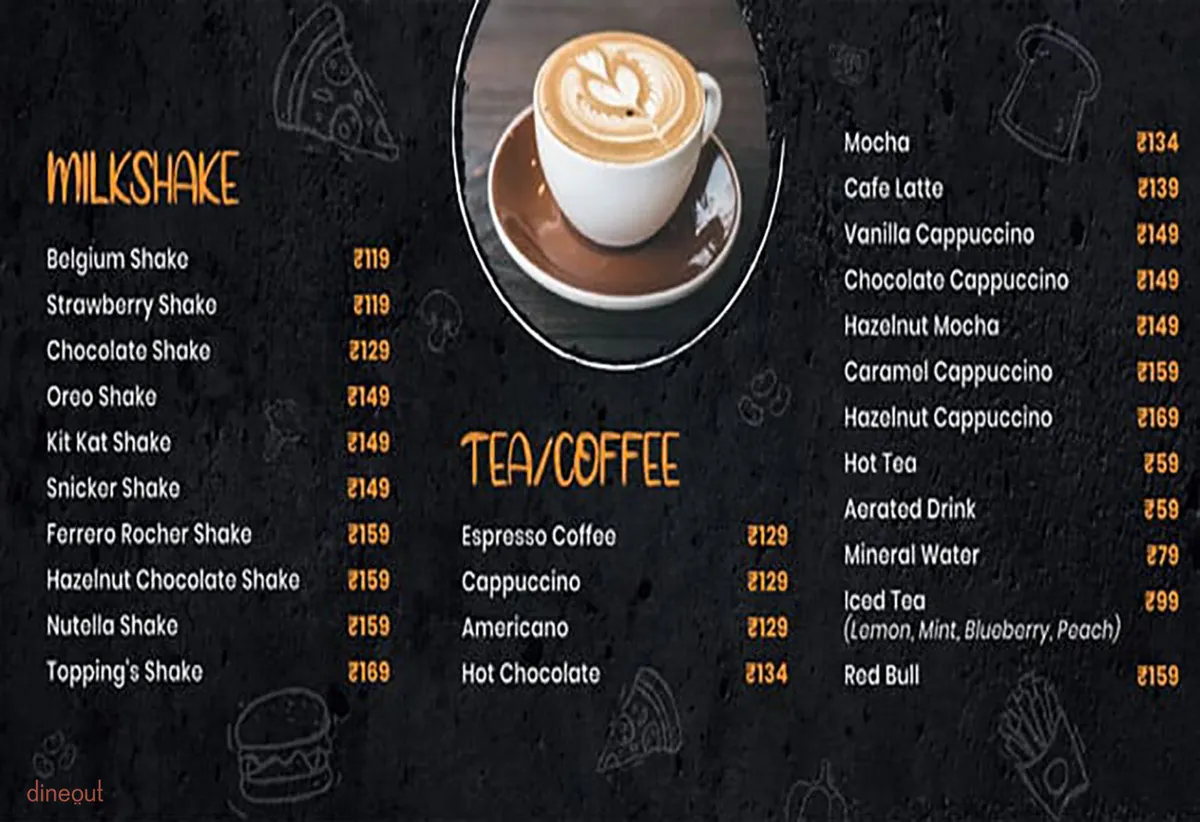 MILKSHAKE
Belgium Shake ₹119
Strawberry Shake ₹119
Chocolate Shake ₹129
Oreo Shake ₹149
Kit Kat Shake ₹149
Snicker Shake ₹149
Ferrero Rocher Shake ₹159
Hazelnut Chocolate Shake ₹159
Nutella Shake ₹159
Topping's Shake ₹169
TEA/COFFEE
Espresso Coffee ₹129
Cappuccino ₹129
Americano ₹129
Hot Chocolate ₹134
Mocha ₹134
Cafe Latte ₹139
Vanilla Cappuccino ₹149
Chocolate Cappuccino ₹149
Hazelnut Mocha ₹149
Caramel Cappuccino ₹159
Hazelnut Cappuccino ₹169
Hot Tea ₹59
Aerated Drink ₹59
Mineral Water ₹79
Iced Tea ₹99
(Lemon, Mint, Blueberry, Peach)
Red Bull ₹159
dineout